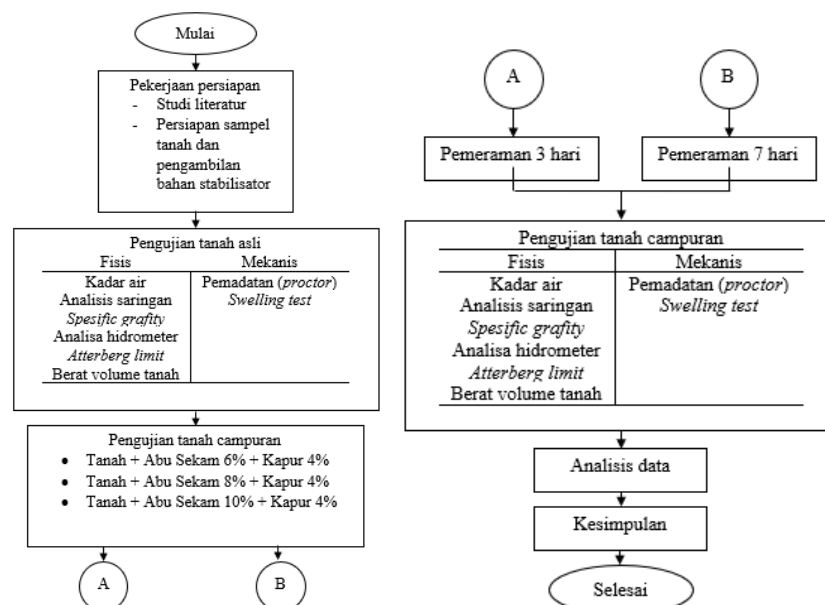 Mulai
Pekerjaan persiapan
- Studi literatur
- Persiapan sampel
tanah dan
pengambilan
bahan stabilisator
Pengujian tanah asli
Fisis Mekanis
Kadar air Pemadatan (proctor)
Analisis saringan Swelling test
Spesific grafity
Analisa hidrometer
Atterberg limit
Berat volume tanah
Pengujian tanah campuran
• Tanah + Abu Sekam 6% + Kapur 4%
• Tanah + Abu Sekam 8% + Kapur 4%
• Tanah + Abu Sekam 10% + Kapur 4%
A B
A B
Pemeraman 3 hari Pemeraman 7 hari
Pengujian tanah campuran
Fisis Mekanis
Kadar air Pemadatan (proctor)
Analisis saringan Swelling test
Spesific grafity
Analisa hidrometer
Atterberg limit
Berat volume tanah
Analisis data
Kesimpulan
Selesai